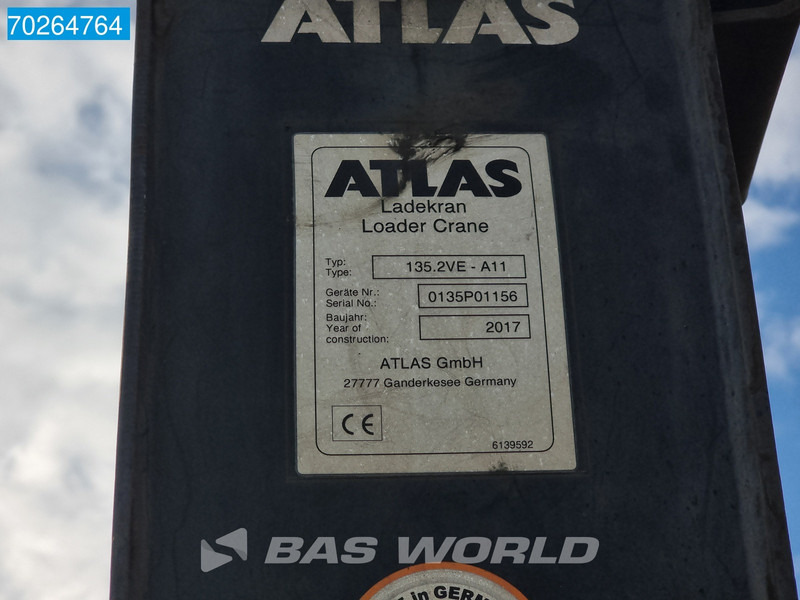 70264764
ATLAS
ATLAS
Ladekran
Loader Crane
Typ:
Type:
135.2VE - A11
Geräte Nr.:
Serial No.:
0135P01156
Baujahr:
Year of
construction:
2017
ATLAS GmbH
27777 Ganderkesee Germany
CE
6139592
BAS WORLD
in